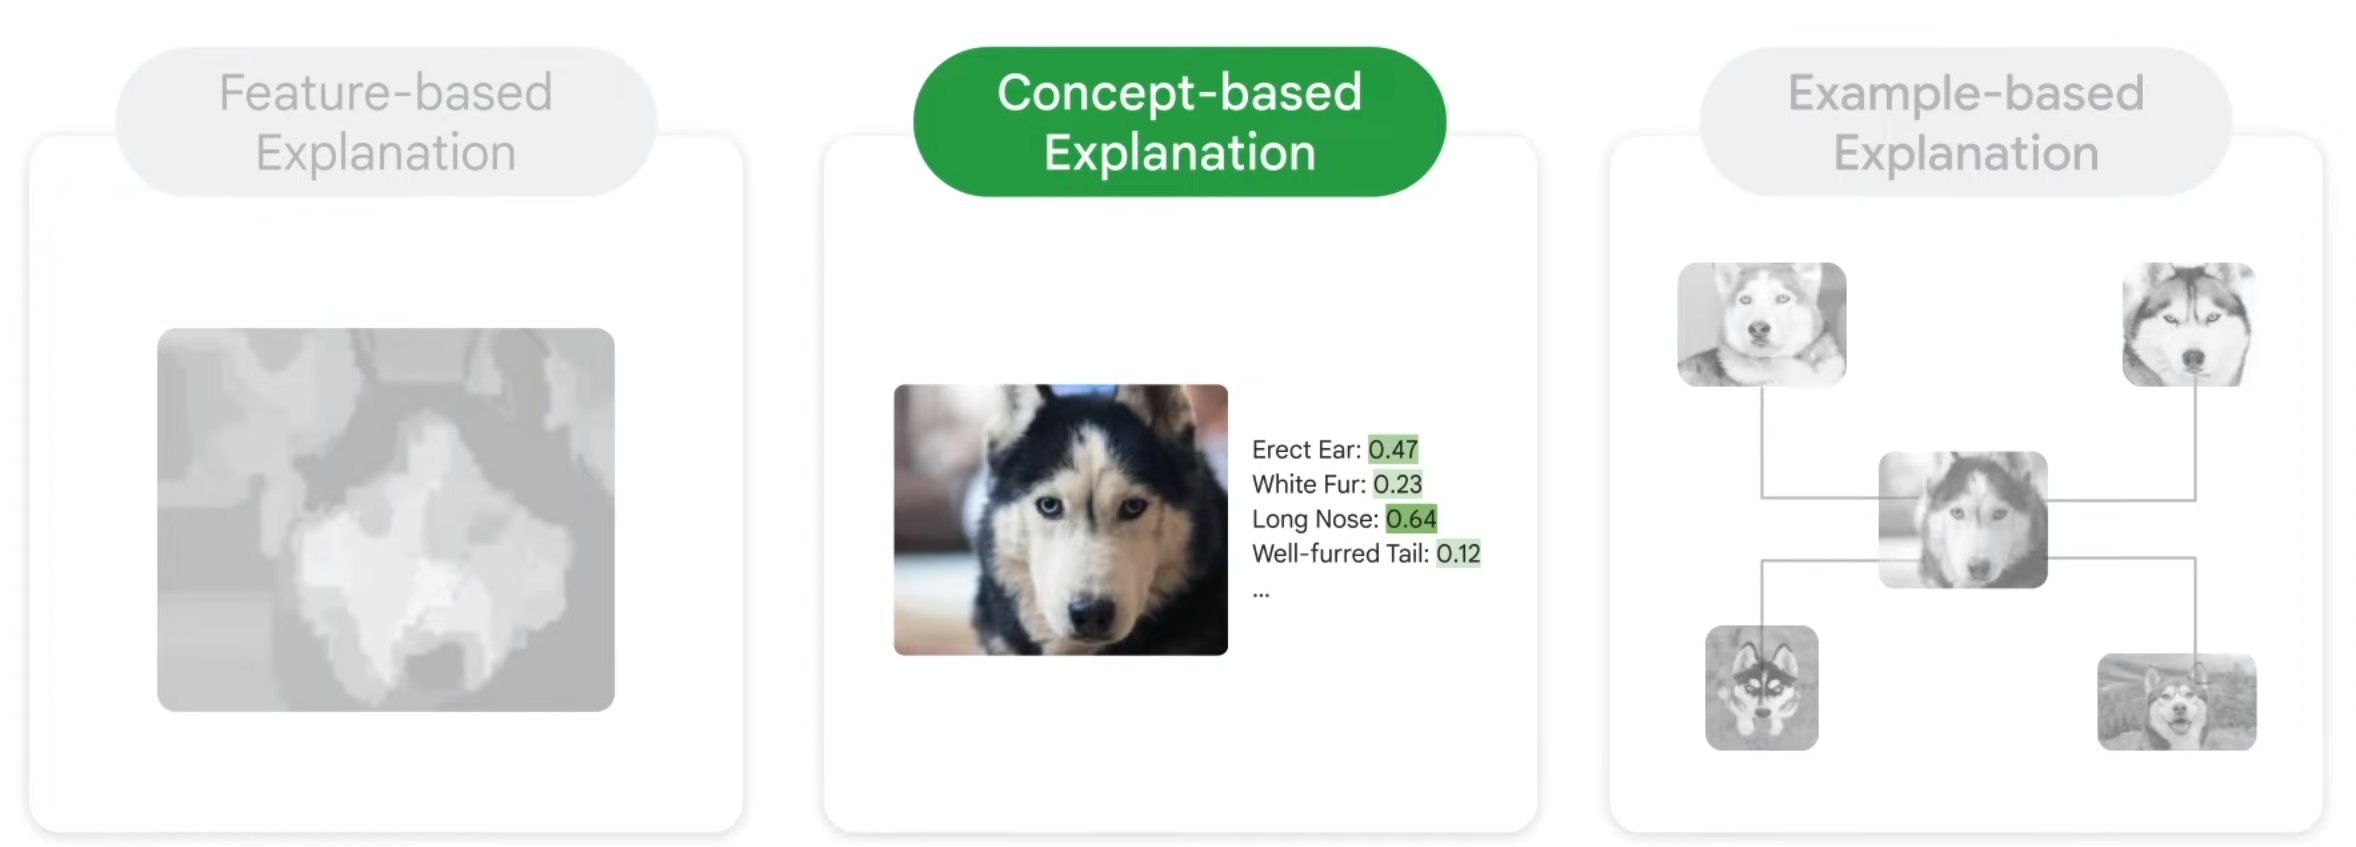 Feature-based
Explanation
Concept-based
Explanation
Erect Ear: 0.47
White Fur: 0.23
Long Nose: 0.64
Well-furred Tail: 0.12
...
Example-based
Explanation